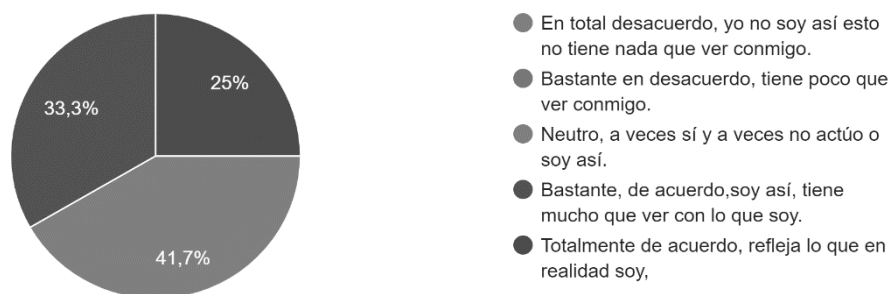 25%
33,3%
41,7%
En total desacuerdo, yo no soy así esto
no tiene nada que ver conmigo.
Bastante en desacuerdo, tiene poco que
ver conmigo.
Neutro, a veces sí y a veces no actúo o
soy así.
Bastante, de acuerdo,soy así, tiene
mucho que ver con lo que soy.
Totalmente de acuerdo, refleja lo que en
realidad soy,